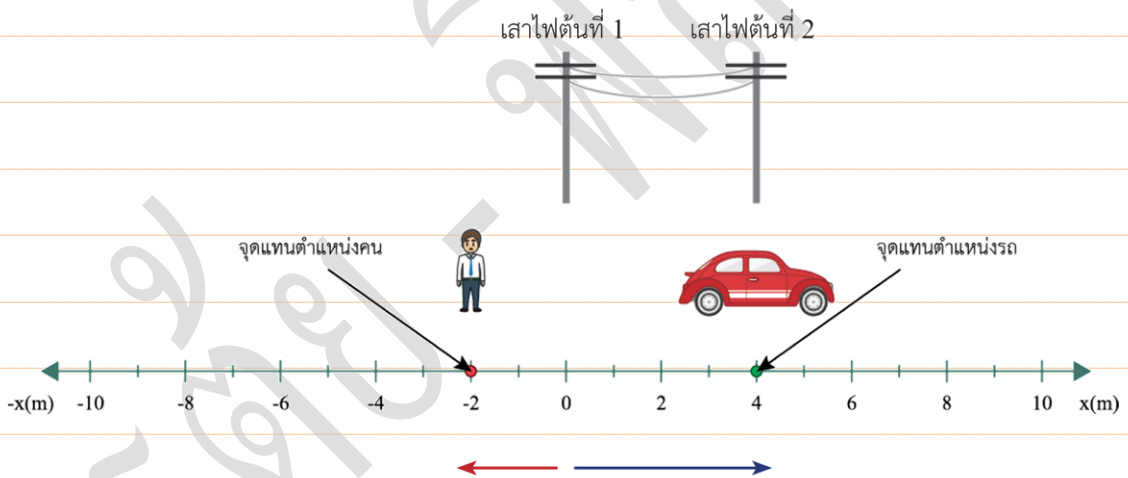 เสาไฟต้นที่ 1 เสาไฟต้นที่ 2
จุดแทนตำแหน่งคน จุดแทนตำแหน่งรถ
-x(m) -10 -8 -6 -4 -2 0 2 4 6 8 10 x(m)